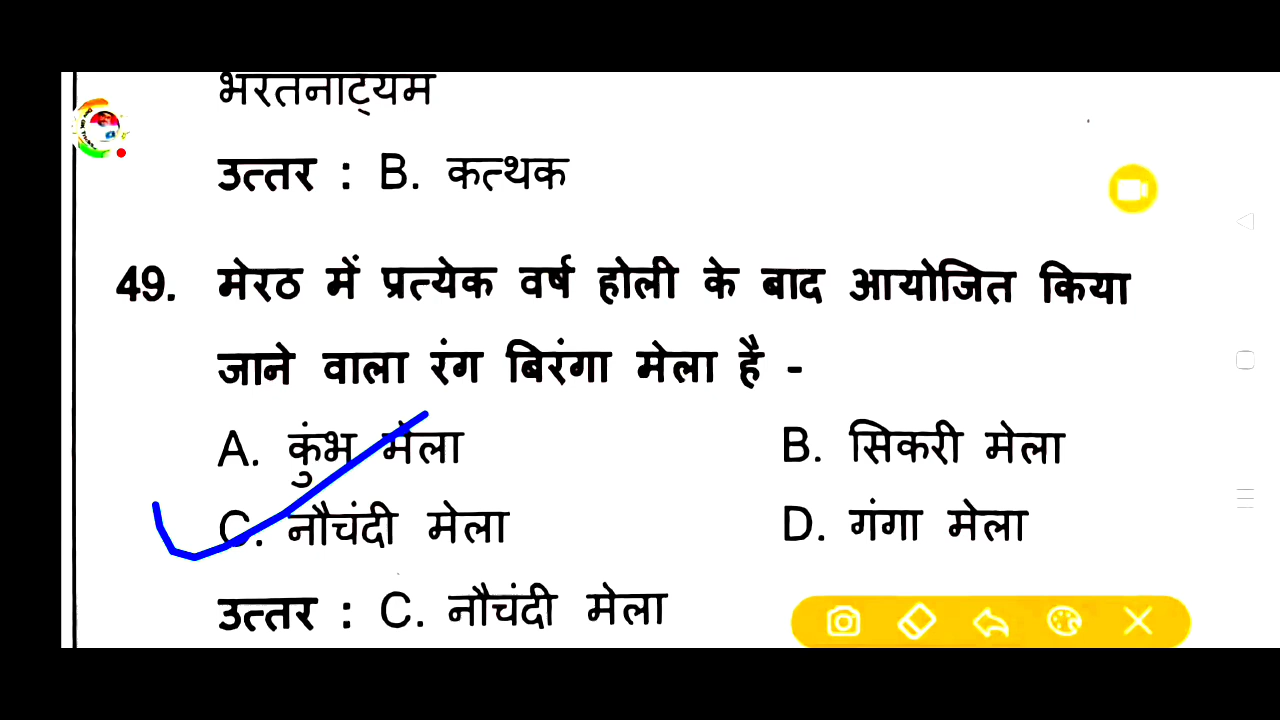 भरतनाट्यम
उत्तर : B. कत्थक
49. मेरठ में प्रत्येक वर्ष होली के बाद आयोजित किया
जाने वाला रंग बिरंगा मेला है -
A. कुंभ मेला B. सिकरी मेला
C. नौचंदी मेला D. गंगा मेला
उत्तर : C. नौचंदी मेला